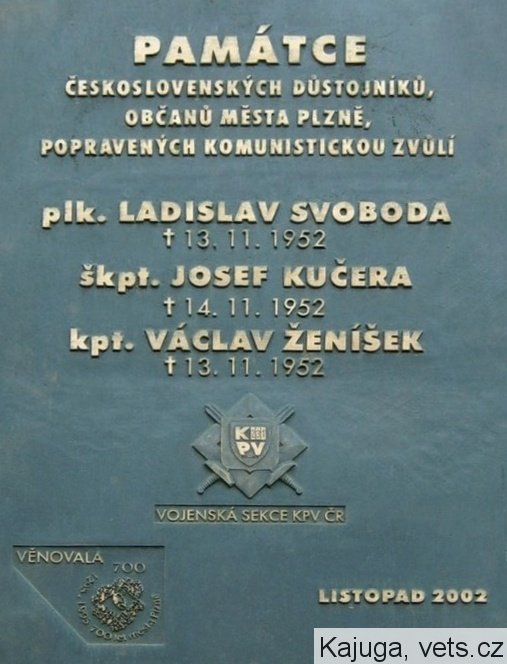 PAMÁTCE
ČESKOSLOVENSKÝCH DŮSTOJNÍKŮ,
OBČANŮ MĚSTA PLZNĚ,
POPRAVENÝCH KOMUNISTICKOU ZVŮLÍ
plk. LADISLAV SVOBODA
† 13. 11. 1952
škpt. JOSEF KUČERA
† 14. 11. 1952
kpt. VÁCLAV ŽENÍŠEK
† 13. 11. 1952
K
PV
VOJENSKÁ SEKCE KPV ČR
VĚNOVALA
700
LISTOPAD 2002
Kajuga, vets.cz